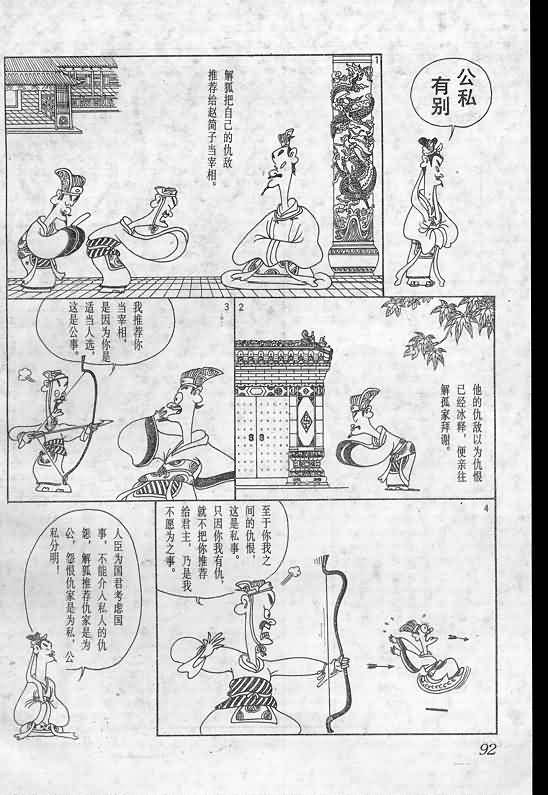 公私
有别
1
解狐把自己的仇敌
推荐给赵简子当宰相。
2
他的仇敌以为仇恨
已经冰释，便亲往
解狐家拜谢。
3
我推荐你
当宰相，
是因为你是
适当人选，
这是公事。
4
至于你我之
间的仇恨，
这是私事。
只因你我有仇，
就不把你推荐
给君主，乃是我
不愿为之事。
人臣为国君考虑国
事，不能介入私人的仇
怨，解狐推荐仇家是为
公，怨恨仇家是为私，公
私分明！
92